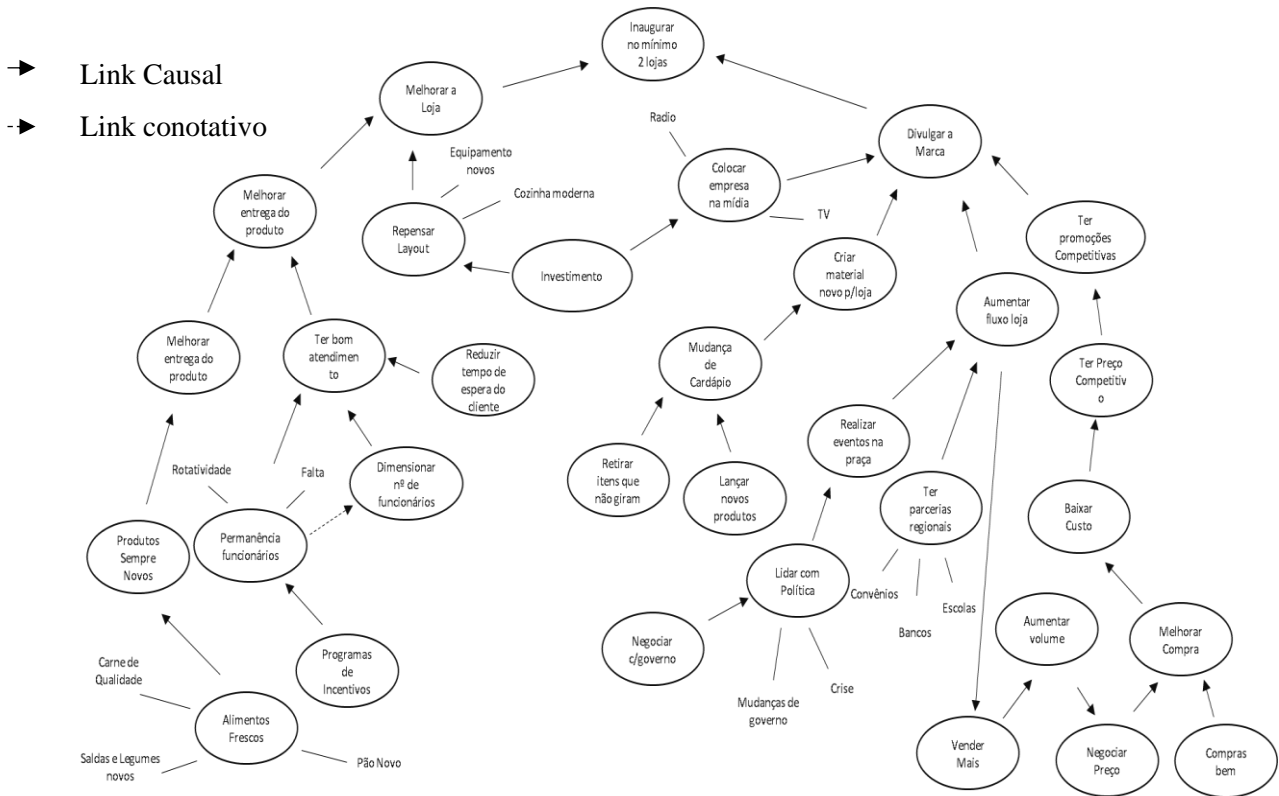 Link Causal
Link conotativo
Inaugurar
no mínimo
2 lojas
Melhorar a
Loja
Radio
Divulgar a
Marca
Equipamento
novos
Cozinha moderna
Colocar
empresa
na mídia
TV
Melhorar
entrega do
produto
Repensar
Layout
Investimento
Criar
material
novo p/loja
Ter
promoções
Competitivas
Aumentar
fluxo loja
Melhorar
entrega do
produto
Ter bom
atendimen
to
Reduzir
tempo de
espera do
cliente
Mudança
de
Cardápio
Ter Preço
Competitiv
o
Realizar
eventos na
praça
Rotatividade
Falta
Dimensionar
nº de
funcionários
Retirar
itens que
não giram
Lançar
novos
produtos
Ter
parcerias
regionais
Baixar
Custo
Produtos
Sempre
Novos
Permanência
funcionários
Lidar com
Política
Convênios
Bancos
Escolas
Negociar
c/governo
Mudanças de
governo
Crise
Aumentar
volume
Melhorar
Compra
Programas
de
Incentivos
Carne de
Qualidade
Alimentos
Frescos
Saldas e Legumes
novos
Pão Novo
Vender
Mais
Negociar
Preço
Compras
bem